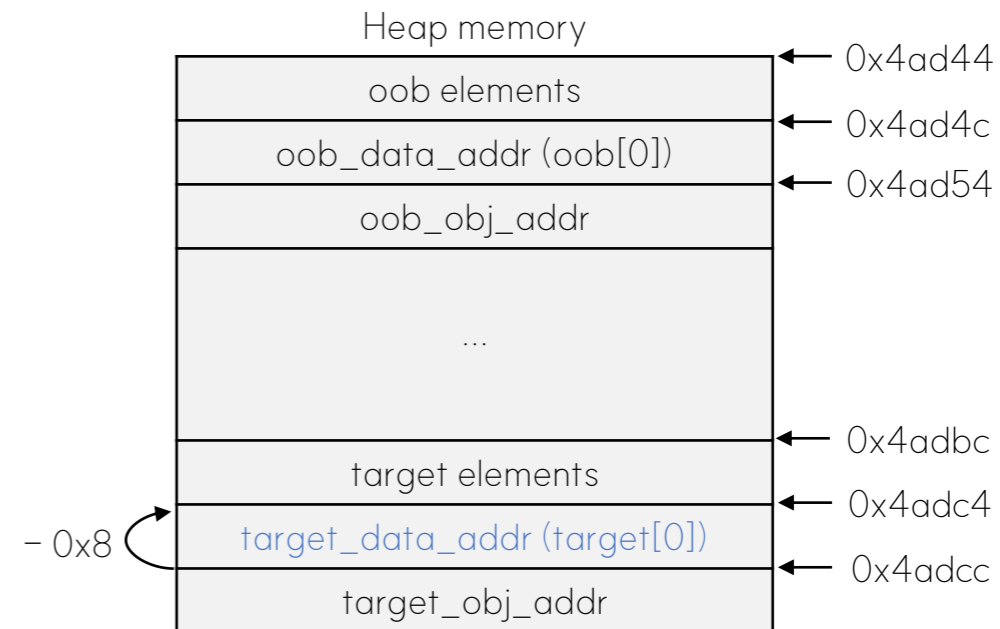 Heap memory
0x4ad44
oob elements
0x4ad4c
oob_data_addr (oob[0])
0x4ad54
oob_obj_addr
...
0x4adbc
target elements
0x4adc4
- 0x8
target_data_addr (target[0])
0x4adcc
target_obj_addr